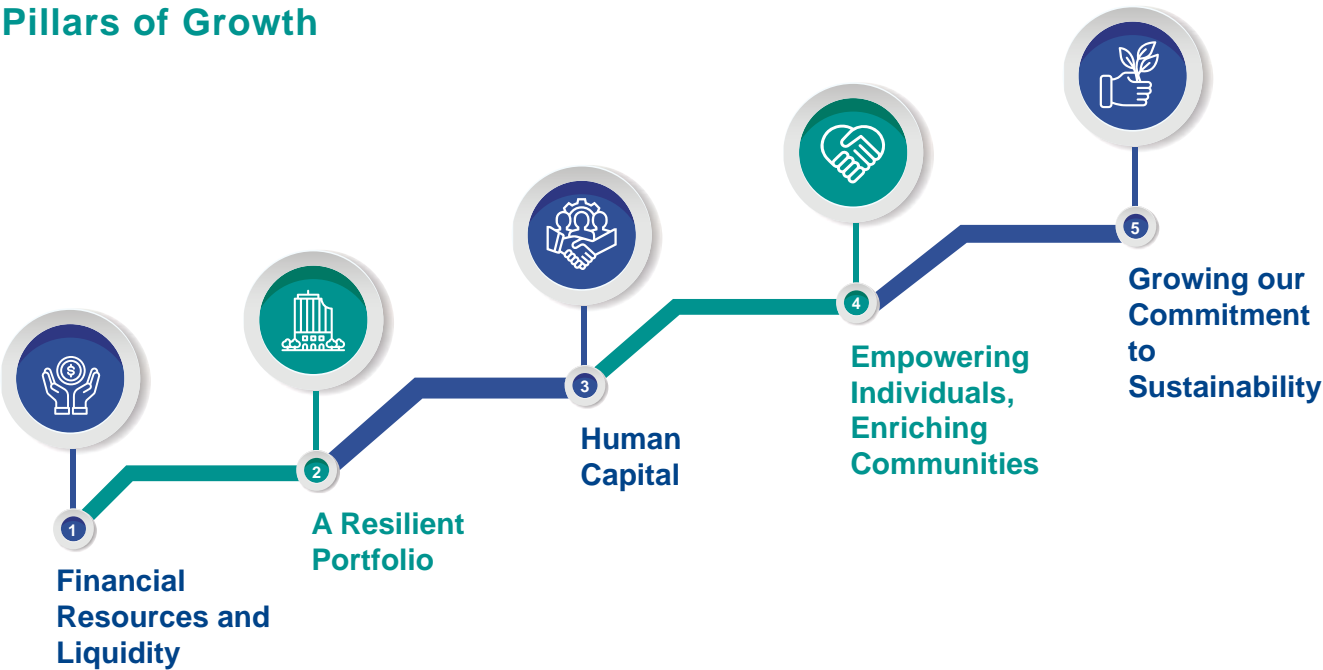 Pillars of Growth
$
1
Financial
Resources and
Liquidity
2
A Resilient
Portfolio
3
Human
Capital
4
Empowering
Individuals,
Enriching
Communities
5
Growing our
Commitment
to
Sustainability